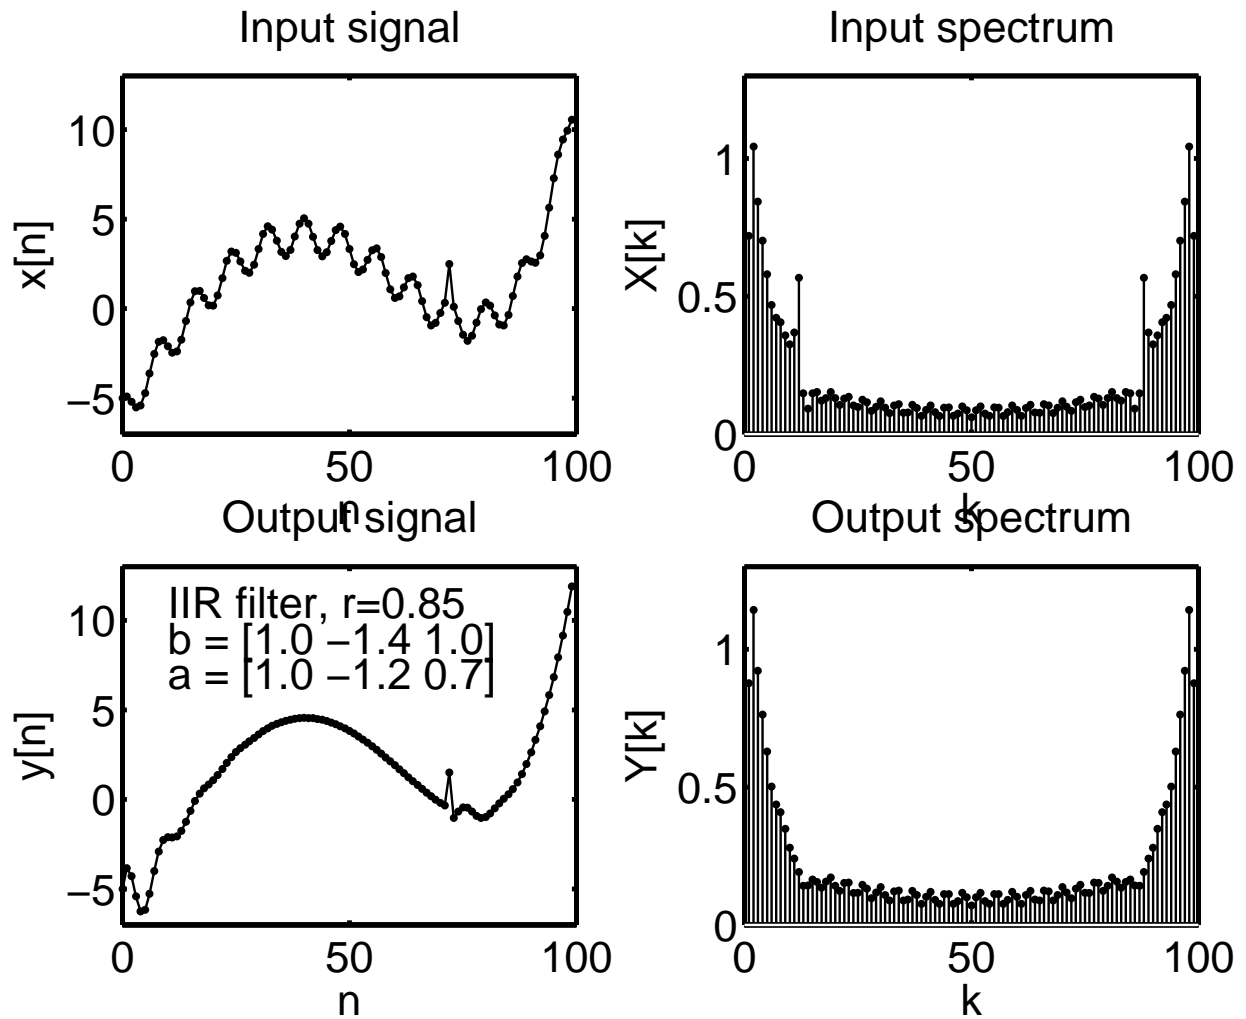 Input signal
x[n]
10
5
0
−5
0 50 100
n
Input spectrum
X[k]
1
0.5
0
0 50 100
k
Output signal
IIR filter, r=0.85
b = [1.0 −1.4 1.0]
a = [1.0 −1.2 0.7]
y[n]
10
5
0
−5
0 50 100
n
Output spectrum
Y[k]
1
0.5
0
0 50 100
k